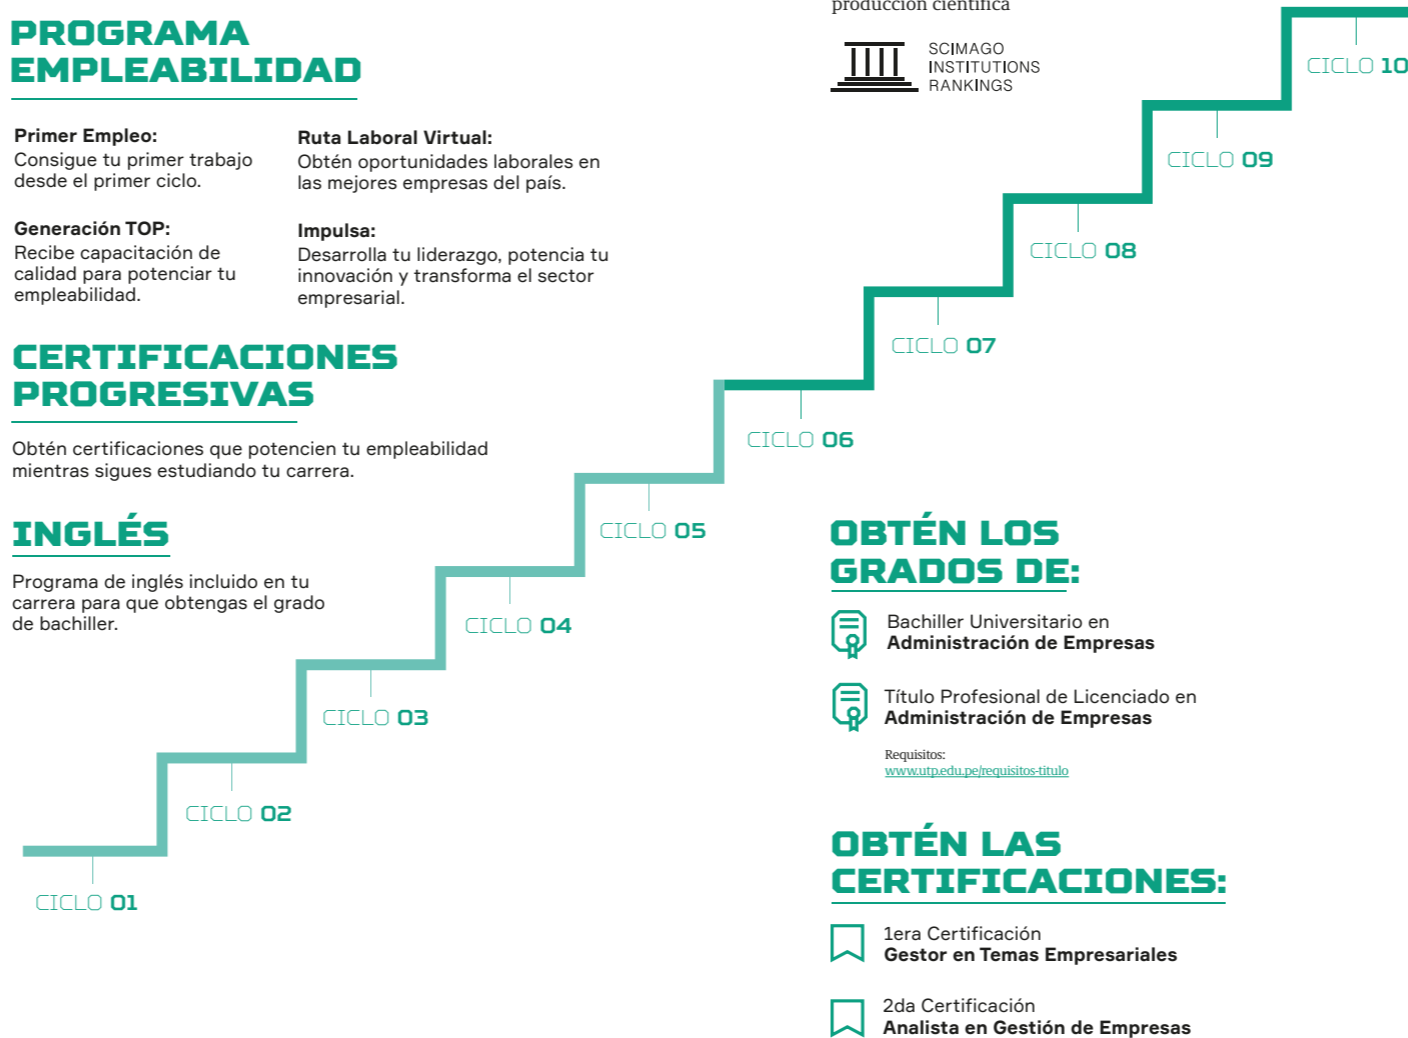 PROGRAMA
EMPLEABILIDAD
Primer Empleo:
Consigue tu primer trabajo
desde el primer ciclo.
Ruta Laboral Virtual:
Obtén oportunidades laborales en
las mejores empresas del país.
Generación TOP:
Recibe capacitación de
calidad para potenciar tu
empleabilidad.
Impulsa:
Desarrolla tu liderazgo, potencia tu
innovación y transforma el sector
empresarial.
CERTIFICACIONES
PROGRESIVAS
Obtén certificaciones que potencien tu empleabilidad
mientras sigues estudiando tu carrera.
INGLÉS
Programa de inglés incluido en tu
carrera para que obtengas el grado
de bachiller.
CICLO 01
CICLO 02
CICLO 03
CICLO 04
CICLO 05
CICLO 06
CICLO 07
CICLO 08
CICLO 09
CICLO 10
producción científica
SCIMAGO
INSTITUTIONS
RANKINGS
OBTÉN LOS
GRADOS DE:
Bachiller Universitario en
Administración de Empresas
Título Profesional de Licenciado en
Administración de Empresas
Requisitos:
www.utp.edu.pe/requisitos-titulo
OBTÉN LAS
CERTIFICACIONES:
1era Certificación
Gestor en Temas Empresariales
2da Certificación
Analista en Gestión de Empresas